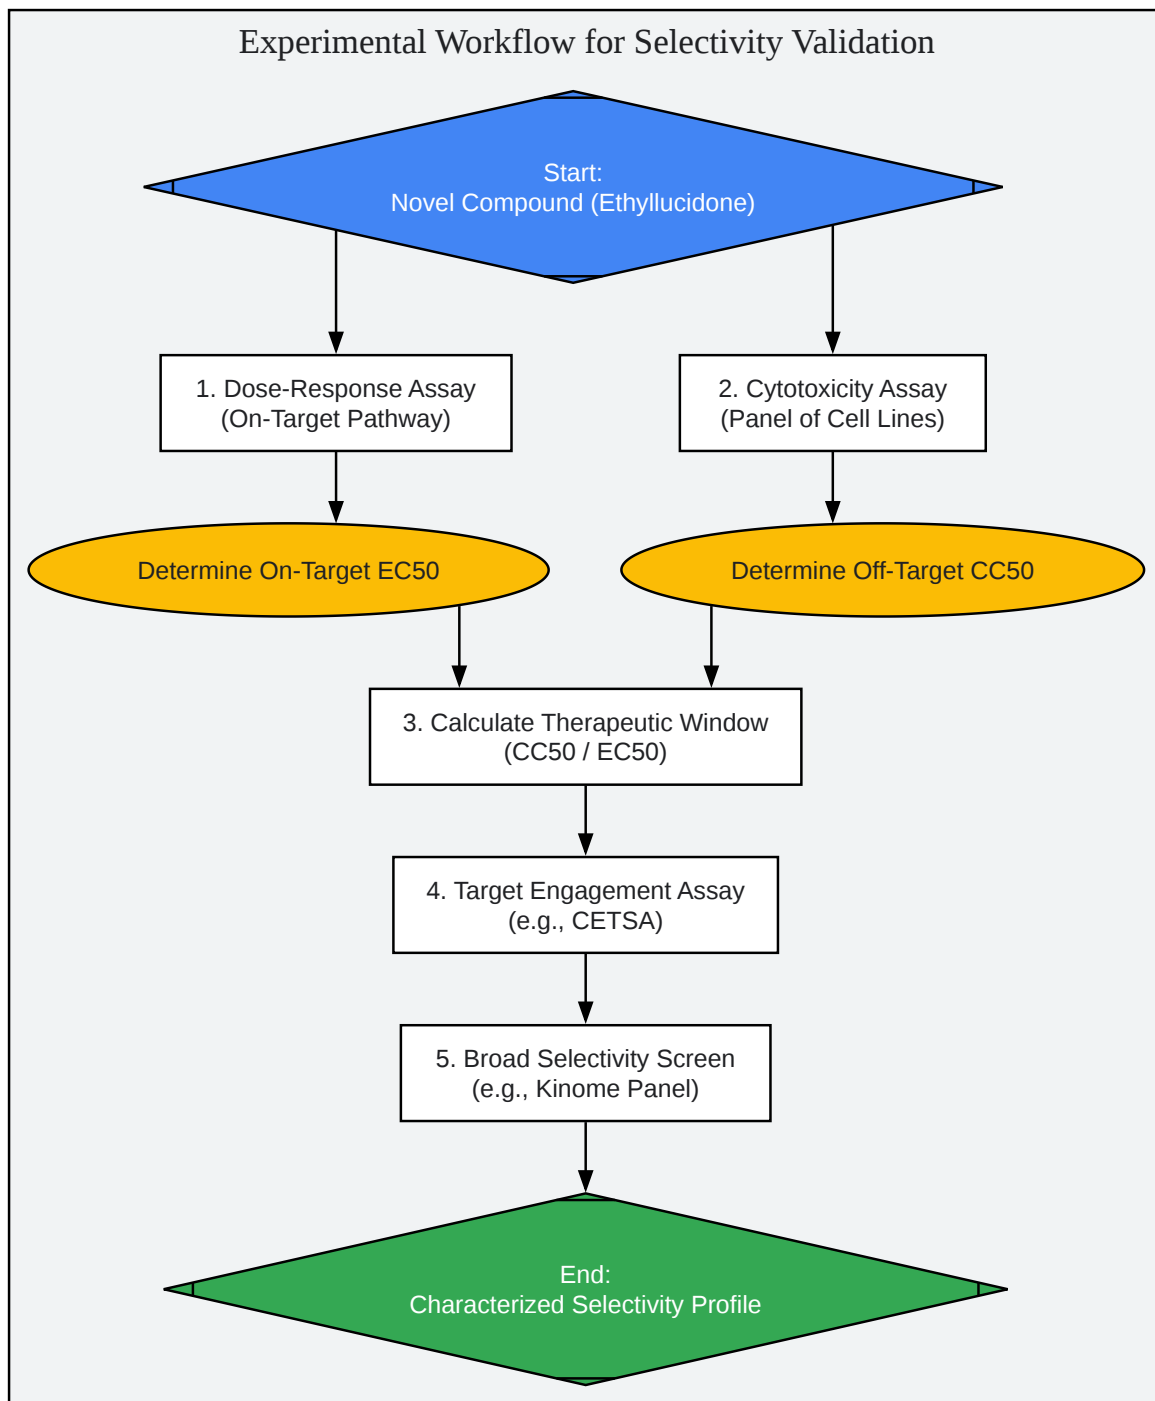 Experimental Workflow for Selectivity Validation
Start:
Novel Compound (Ethyllucidone)
1. Dose-Response Assay
(On-Target Pathway)
2. Cytotoxicity Assay
(Panel of Cell Lines)
Determine On-Target EC50
Determine Off-Target CC50
3. Calculate Therapeutic Window
(CC50 / EC50)
4. Target Engagement Assay
(e.g., CETSA)
5. Broad Selectivity Screen
(e.g., Kinome Panel)
End:
Characterized Selectivity Profile